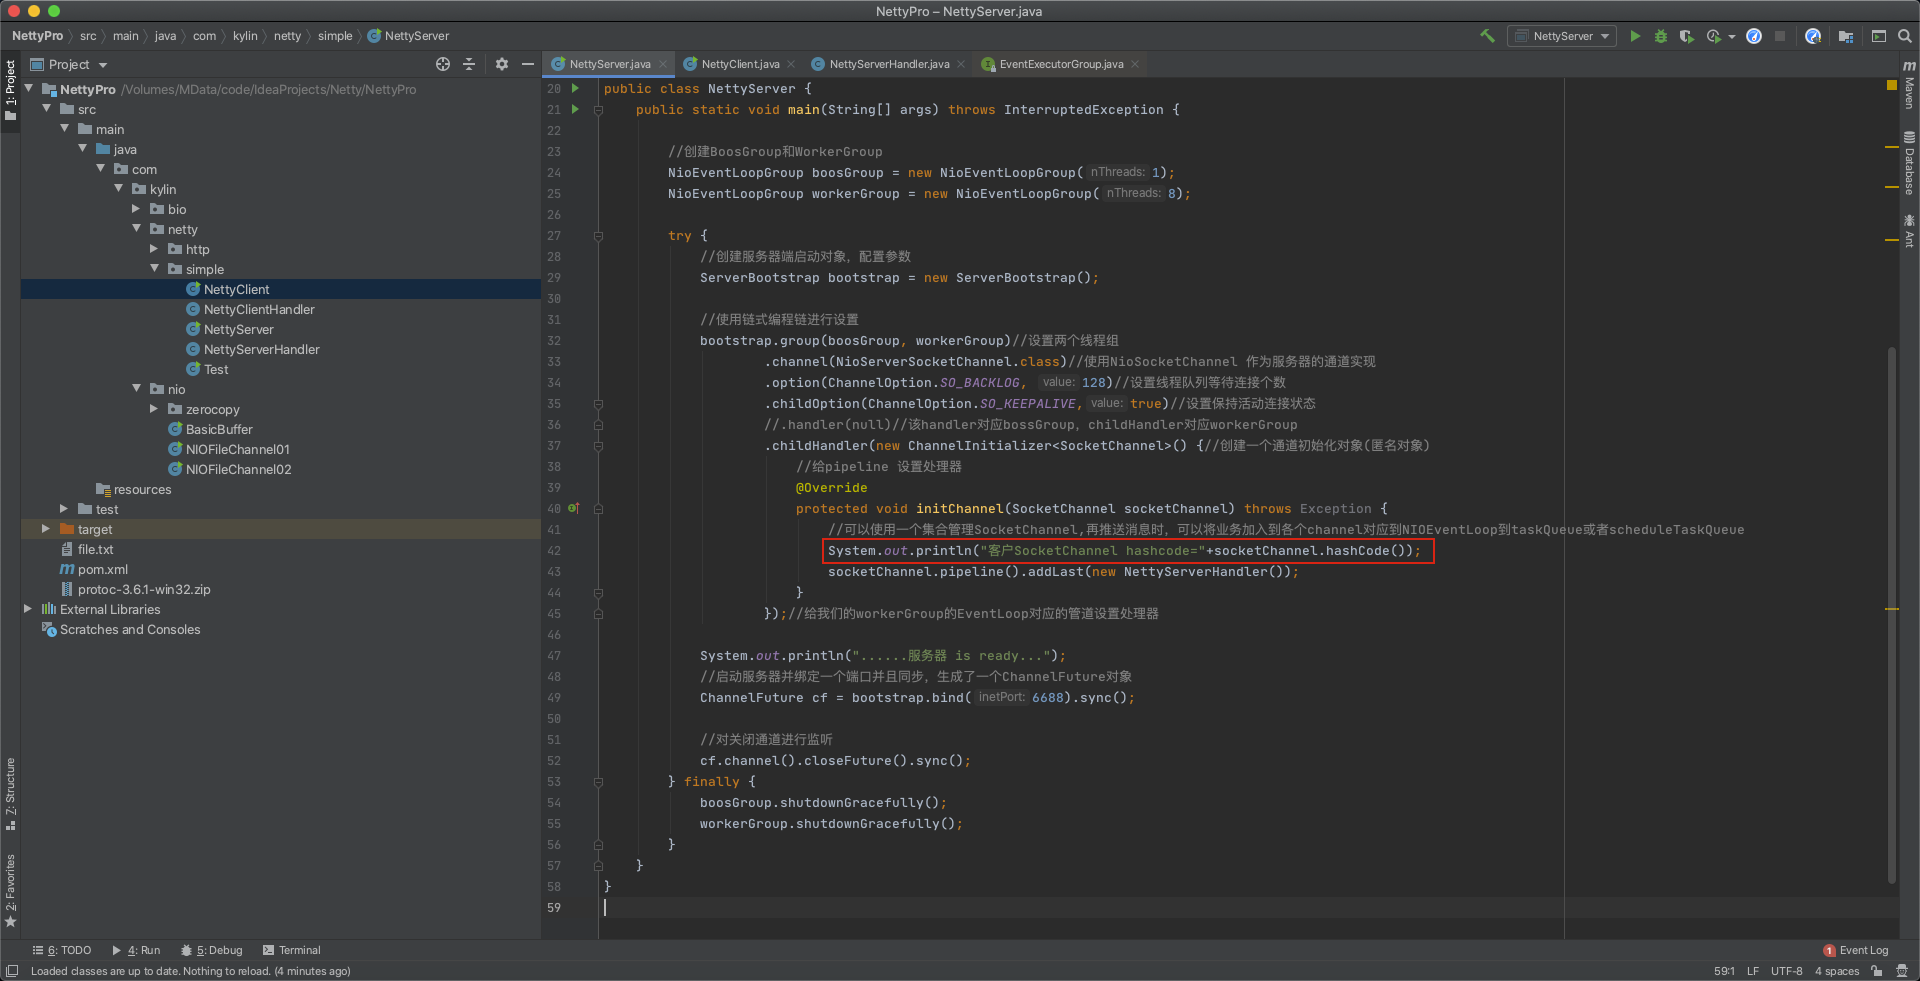 NettyPro – NettyServer.java
NettyPro src main java com kylin netty simple NettyServer
NettyServer
1: Project
Project
NettyServer.java NettyClient.java NettyServerHandler.java EventExecutorGroup.java
NettyPro /Volumes/MData/code/IdeaProjects/Netty/NettyPro
src
main
java
com
kylin
bio
netty
http
simple
NettyClient
NettyClientHandler
NettyServer
NettyServerHandler
Test
nio
zerocopy
BasicBuffer
NIOFileChannel01
NIOFileChannel02
resources
test
target
file.txt
pom.xml
protoc-3.6.1-win32.zip
External Libraries
Scratches and Consoles
20 public class NettyServer {
21 public static void main(String[] args) throws InterruptedException {
22
23 //创建BoosGroup和WorkerGroup
24 NioEventLoopGroup boosGroup = new NioEventLoopGroup( nThreads: 1);
25 NioEventLoopGroup workerGroup = new NioEventLoopGroup( nThreads: 8);
26
27 try {
28 //创建服务器端启动对象，配置参数
29 ServerBootstrap bootstrap = new ServerBootstrap();
30
31 //使用链式编程链进行设置
32 bootstrap.group(boosGroup, workerGroup)//设置两个线程组
33 .channel(NioServerSocketChannel.class)//使用NioSocketChannel 作为服务器的通道实现
34 .option(ChannelOption.SO_BACKLOG, value: 128)//设置线程队列等待连接个数
35 .childOption(ChannelOption.SO_KEEPALIVE, value: true)//设置保持活动连接状态
36 //.handler(null)//该handler对应bossGroup，childHandler对应workerGroup
37 .childHandler(new ChannelInitializer<SocketChannel>() {//创建一个通道初始化对象(匿名对象)
38 //给pipeline 设置处理器
39 @Override
40 protected void initChannel(SocketChannel socketChannel) throws Exception {
41 //可以使用一个集合管理SocketChannel,再推送消息时，可以将业务加入到各个channel对应到NIOEventLoop到taskQueue或者scheduleTaskQueue
42 System.out.println("客户SocketChannel hashcode="+socketChannel.hashCode());
43 socketChannel.pipeline().addLast(new NettyServerHandler());
44 }
45 });//给我们的workerGroup的EventLoop对应的管道设置处理器
46
47 System.out.println("......服务器 is ready...");
48 //启动服务器并绑定一个端口并且同步，生成了一个ChannelFuture对象
49 ChannelFuture cf = bootstrap.bind( inetPort: 6688).sync();
50
51 //对关闭通道进行监听
52 cf.channel().closeFuture().sync();
53 } finally {
54 boosGroup.shutdownGracefully();
55 workerGroup.shutdownGracefully();
56 }
57 }
58 }
59
Maven
Database
Ant
7: Structure
2: Favorites
6: TODO 4: Run 5: Debug Terminal 1 Event Log
Loaded classes are up to date. Nothing to reload. (4 minutes ago) 59:1 LF UTF-8 4 spaces